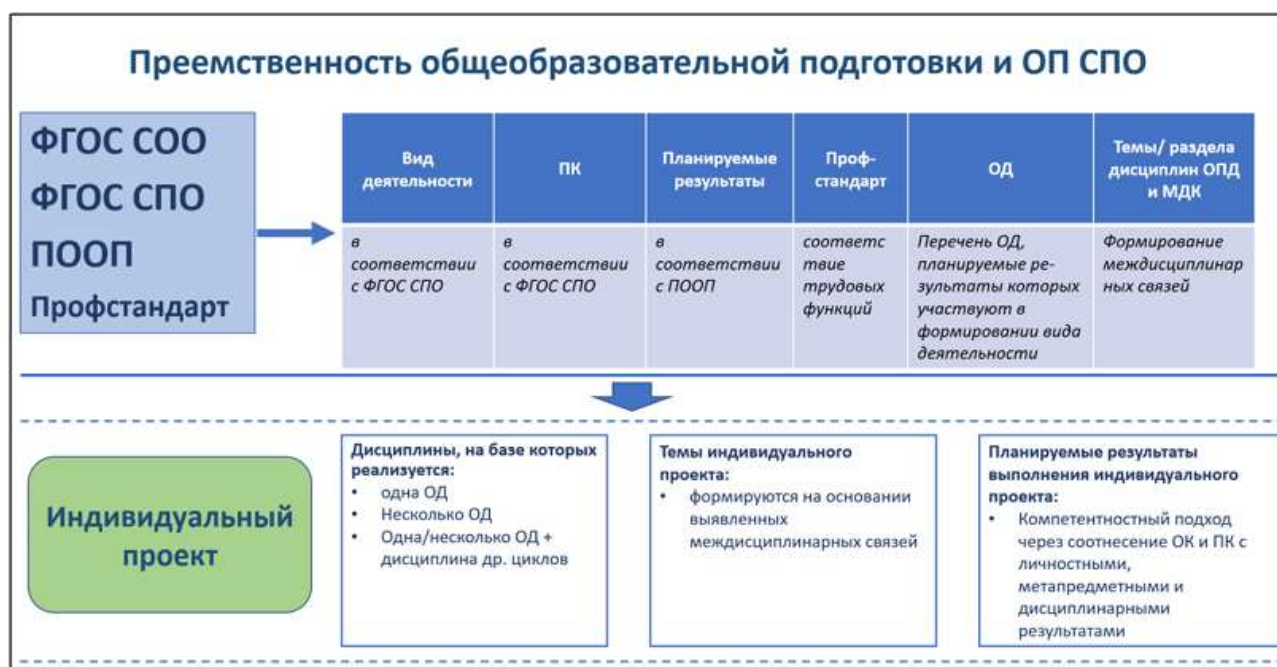 Преемственность общеобразовательной подготовки и ОП СПО
ФГОС СОО
ФГОС СПО
ПООП
Профстандарт
Вид
деятельности
ПК
Планируемые
результаты
Проф-
стандарт
ОД
Темы/ раздела
дисциплин ОПД
и МДК
в
соответствии
с ФГОС СПО
в
соответствии
с ФГОС СПО
в
соответствии
с ПООП
соответс
твие
трудовых
функций
Перечень ОД,
планируемые ре-
зультаты которых
участвуют в
формировании вида
деятельности
Формирование
междисциплинар
ных связей
Индивидуальный
проект
Дисциплины, на базе которых
реализуется:
• одна ОД
• Несколько ОД
• Одна/несколько ОД +
дисциплина др. циклов
Темы индивидуального
проекта:
• формируются на основании
выявленных
междисциплинарных связей
Планируемые результаты
выполнения индивидуального
проекта:
• Компетентностный подход
через соотнесение ОК и ПК с
личностными,
метапредметными и
дисциплинарными
результатами